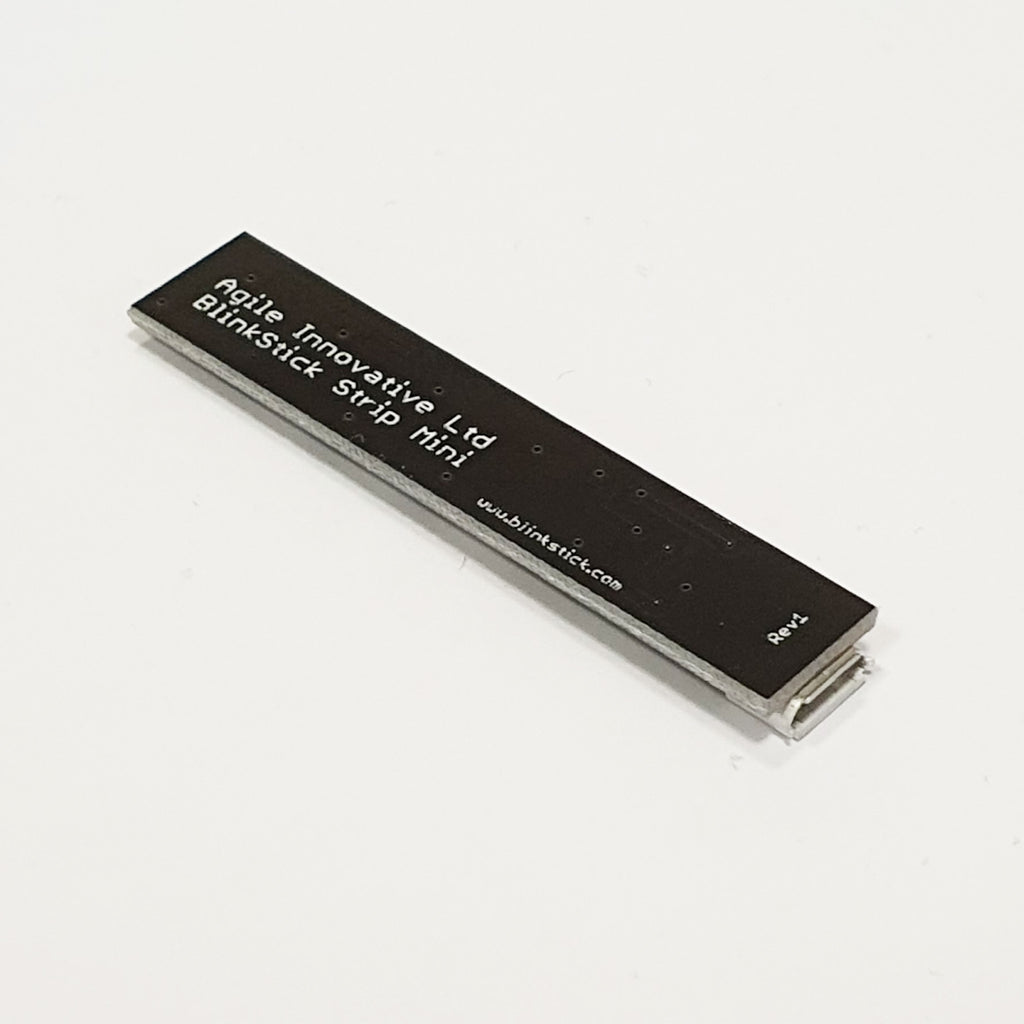 Agile Innovative Ltd
BlinkStick Strip Mini
www.blinkstick.com
Rev1